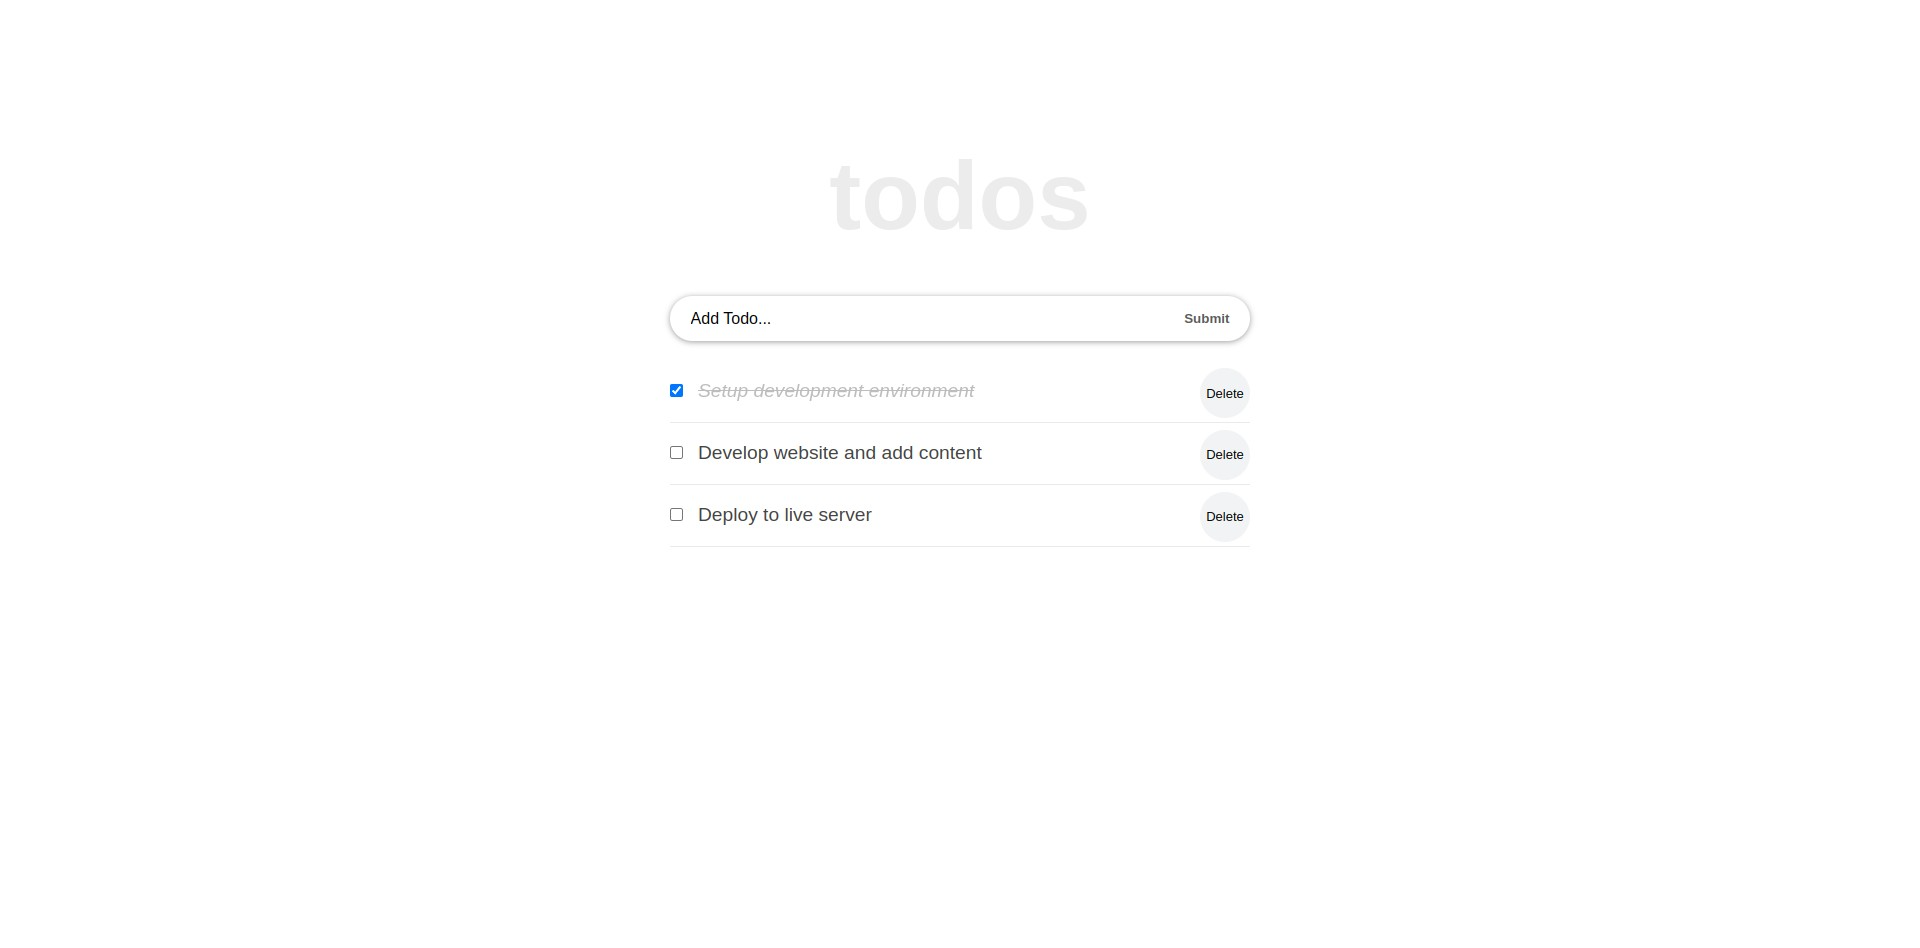 todos
Add Todo... Submit
Setup development environment Delete
Develop website and add content Delete
Deploy to live server Delete